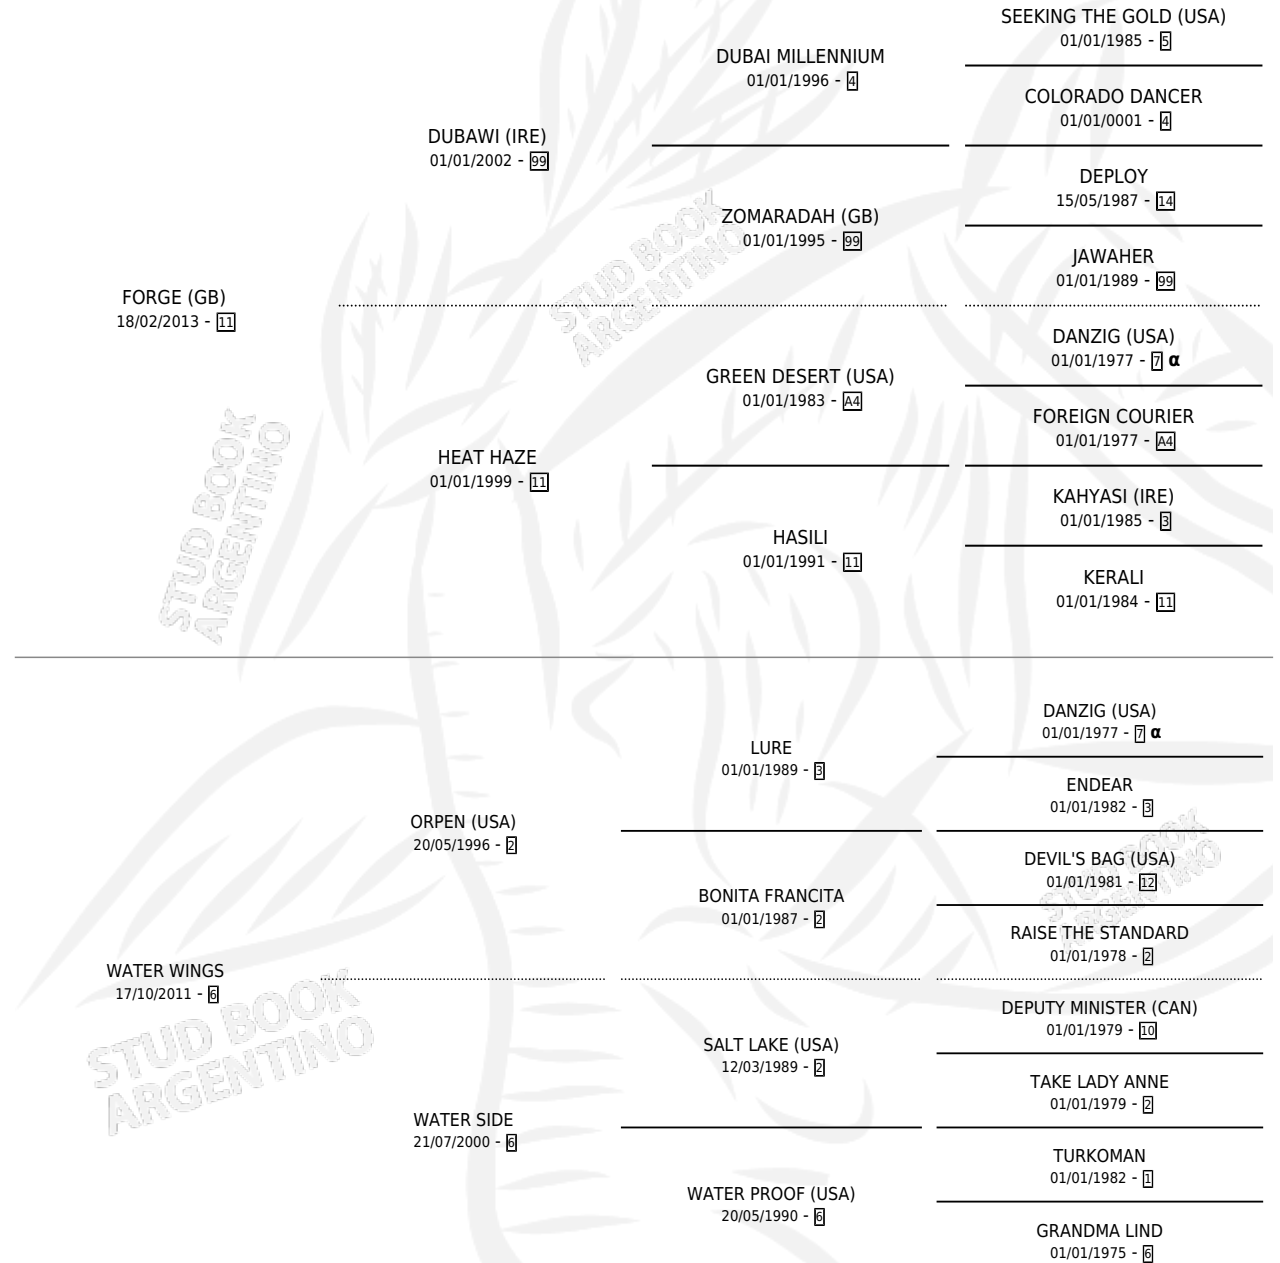 SEEKING THE GOLD (USA)
01/01/1985 - 5
DUBAI MILLENNIUM
01/01/1996 - 4
COLORADO DANCER
01/01/0001 - 4
DUBAWI (IRE)
01/01/2002 - 99
DEPLOY
15/05/1987 - 14
ZOMARADAH (GB)
01/01/1995 - 99
JAWAHER
01/01/1989 - 99
STUD BOOK
ARGENTINO
FORGE (GB)
18/02/2013 - 11
DANZIG (USA)
01/01/1977 - 7 α
GREEN DESERT (USA)
01/01/1983 - A4
FOREIGN COURIER
01/01/1977 - A4
HEAT HAZE
01/01/1999 - 11
KAHYASI (IRE)
01/01/1985 - 3
HASILI
01/01/1991 - 11
KERALI
01/01/1984 - 11
STUD BOOK
ARGENTINO
DANZIG (USA)
01/01/1977 - 7 α
LURE
01/01/1989 - 3
ENDEAR
01/01/1982 - 3
ORPEN (USA)
20/05/1996 - 2
DEVIL'S BAG (USA)
01/01/1981 - 12
BONITA FRANCITA
01/01/1987 - 2
RAISE THE STANDARD
01/01/1978 - 2
STUD BOOK
ARGENTINO
WATER WINGS
17/10/2011 - 6
DEPUTY MINISTER (CAN)
01/01/1979 - 10
SALT LAKE (USA)
12/03/1989 - 2
TAKE LADY ANNE
01/01/1979 - 2
STUD BOOK
ARGENTINO
WATER SIDE
21/07/2000 - 6
TURKOMAN
01/01/1982 - 1
WATER PROOF (USA)
20/05/1990 - 6
GRANDMA LIND
01/01/1975 - 6